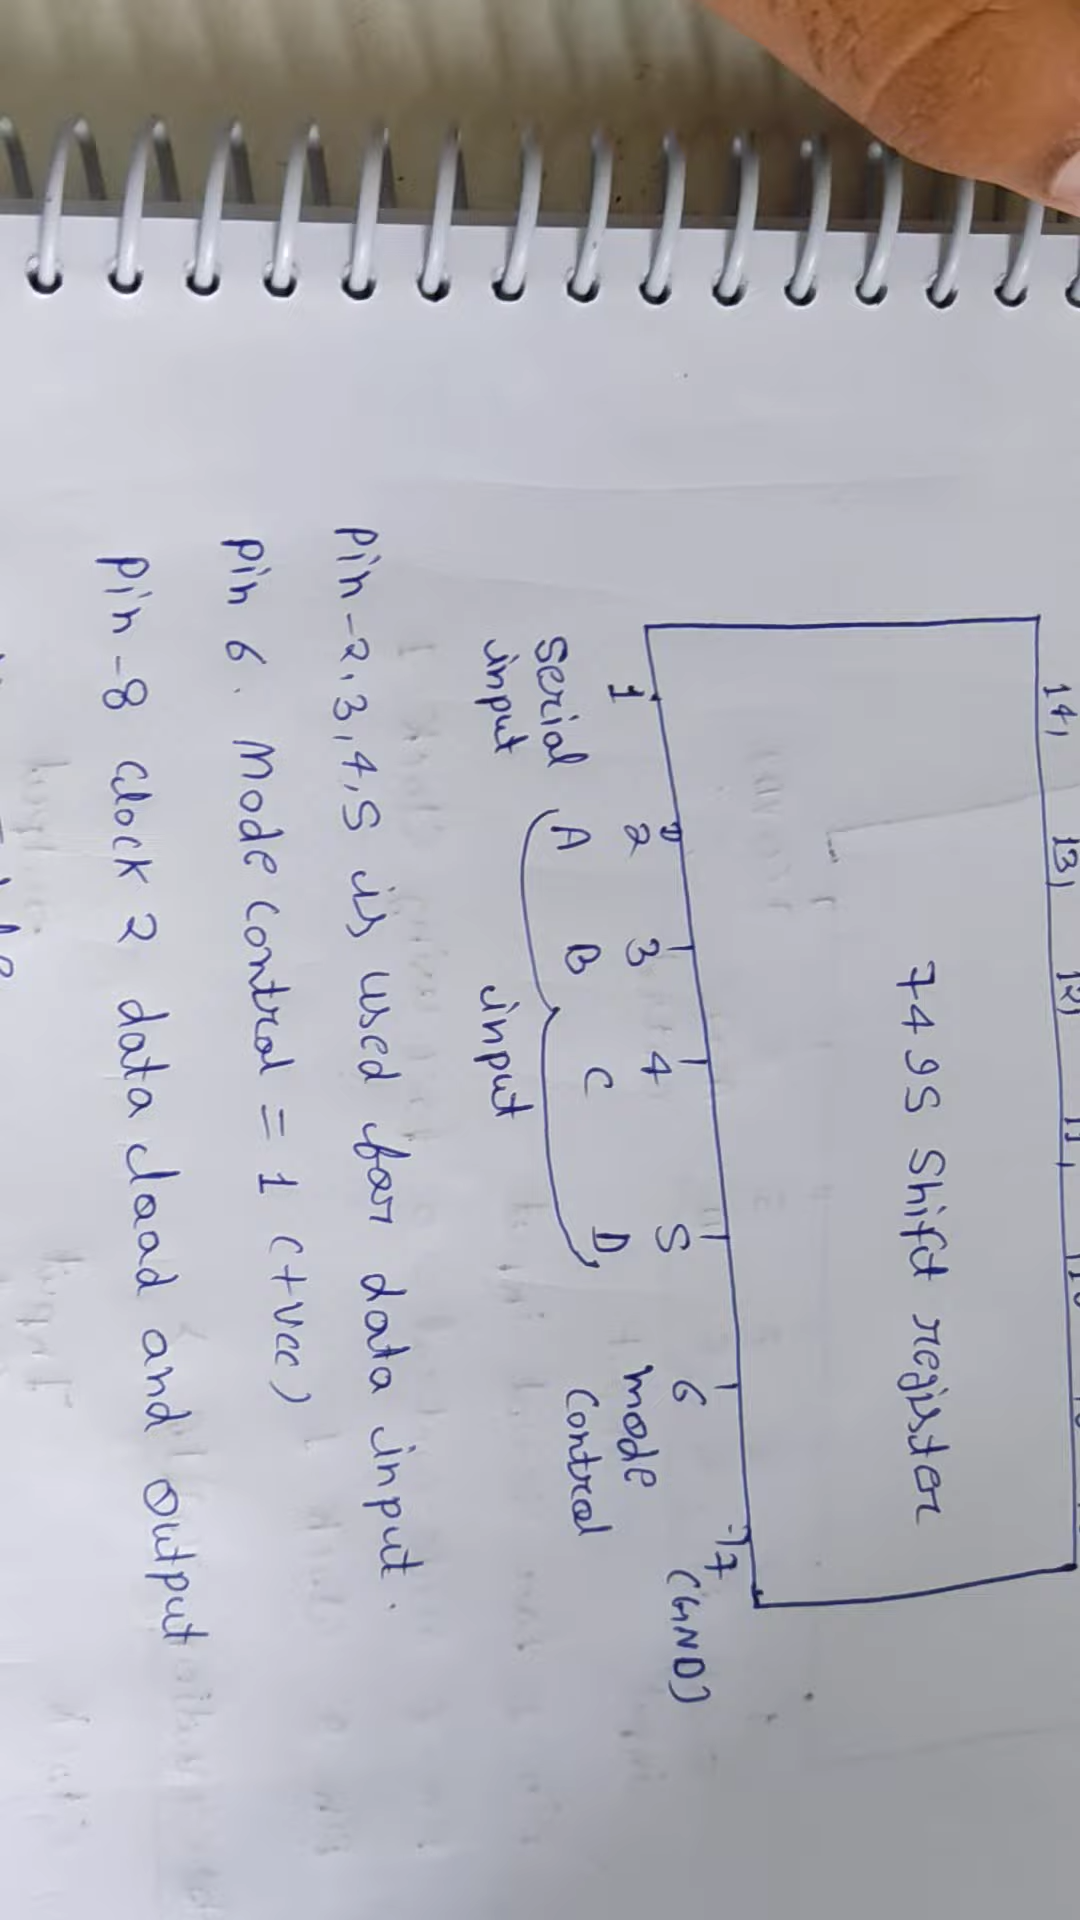 14, 13, 12, 11,
7495 Shift register
1 2 3 4 5 6 7
Serial input A B C D mode control (GND)
input
Pin-2,3,4,5 is used for data input.
Pin 6. Mode control = 1 (+Vcc)
Pin-8 clock 2 data load and output